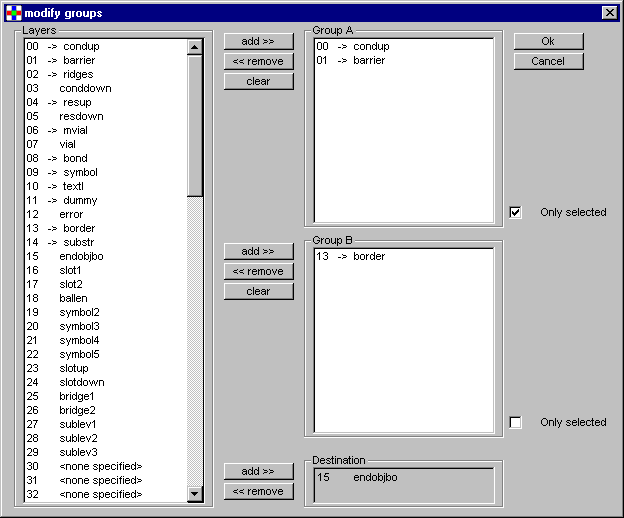 modify groups
Layers
00 -> condup
01 -> barrier
02 -> ridges
03 conddown
04 -> resup
05 resdown
06 -> mvial
07 vial
08 -> bond
09 -> symbol
10 -> textl
11 -> dummy
12 error
13 -> border
14 -> substr
15 endobjbo
16 slot1
17 slot2
18 ballen
19 symbol2
20 symbol3
21 symbol4
22 symbol5
23 slotup
24 slotdown
25 bridge1
26 bridge2
27 sublev1
28 sublev2
29 sublev3
30 <none specified>
31 <none specified>
32 <none specified>
add >>
<< remove
clear
Group A
00 -> condup
01 -> barrier
Ok
Cancel
Only selected
add >>
<< remove
clear
Group B
13 -> border
Only selected
add >>
<< remove
Destination
15 endobjbo